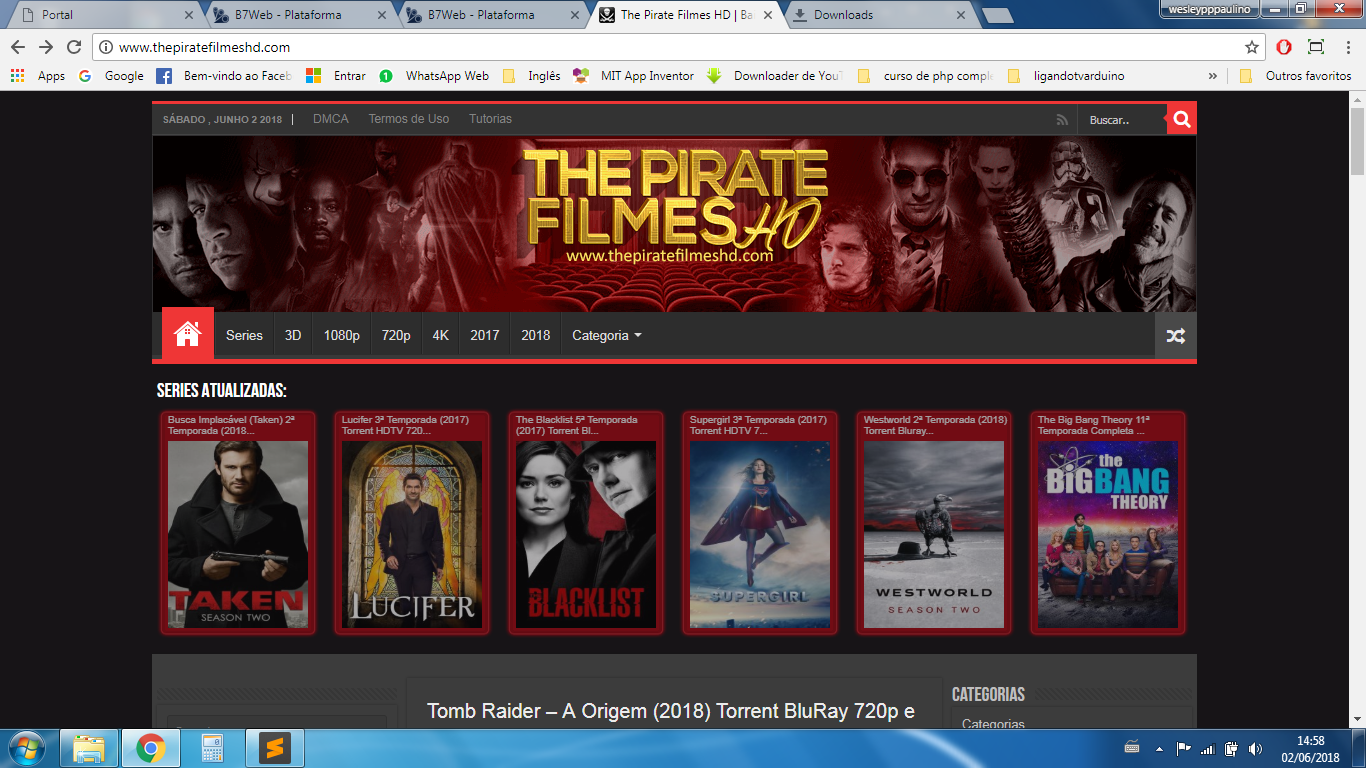 Portal
B7Web - Plataforma
B7Web - Plataforma
The Pirate Filmes HD | Ba
Downloads
wesleypppaulino
www.thepiratefilmeshd.com
Apps
Google
Bem-vindo ao Faceb
Entrar
1
WhatsApp Web
Inglês
MIT App Inventor
Downloader de YouT
curso de php comple
ligandotvarduino
»
Outros favoritos
SÁBADO , JUNHO 2 2018
DMCA
Termos de Uso
Tutorias
Buscar..
THE PIRATE
FILMES HD
www.thepiratefilmeshd.com
Series
3D
1080p
720p
4K
2017
2018
Categoria
SERIES ATUALIZADAS:
Busca Implacável (Taken) 2ª
Temporada (2018...
TAKEN
SEASON TWO
Lucifer 3ª Temporada (2017)
Torrent HDTV 720...
LUCIFER
The Blacklist 5ª Temporada
(2017) Torrent Bl...
THE BLACKLIST
Supergirl 3ª Temporada (2017)
Torrent HDTV 7...
SUPERGIRL
Westworld 2ª Temporada (2018)
Torrent Bluray...
WESTWORLD
SEASON TWO
The Big Bang Theory 11ª
Temporada Completa ...
the
BIG BANG
THEORY
Tomb Raider – A Origem (2018) Torrent BluRay 720p e
CATEGORIAS
Categorias
14:58
02/06/2018